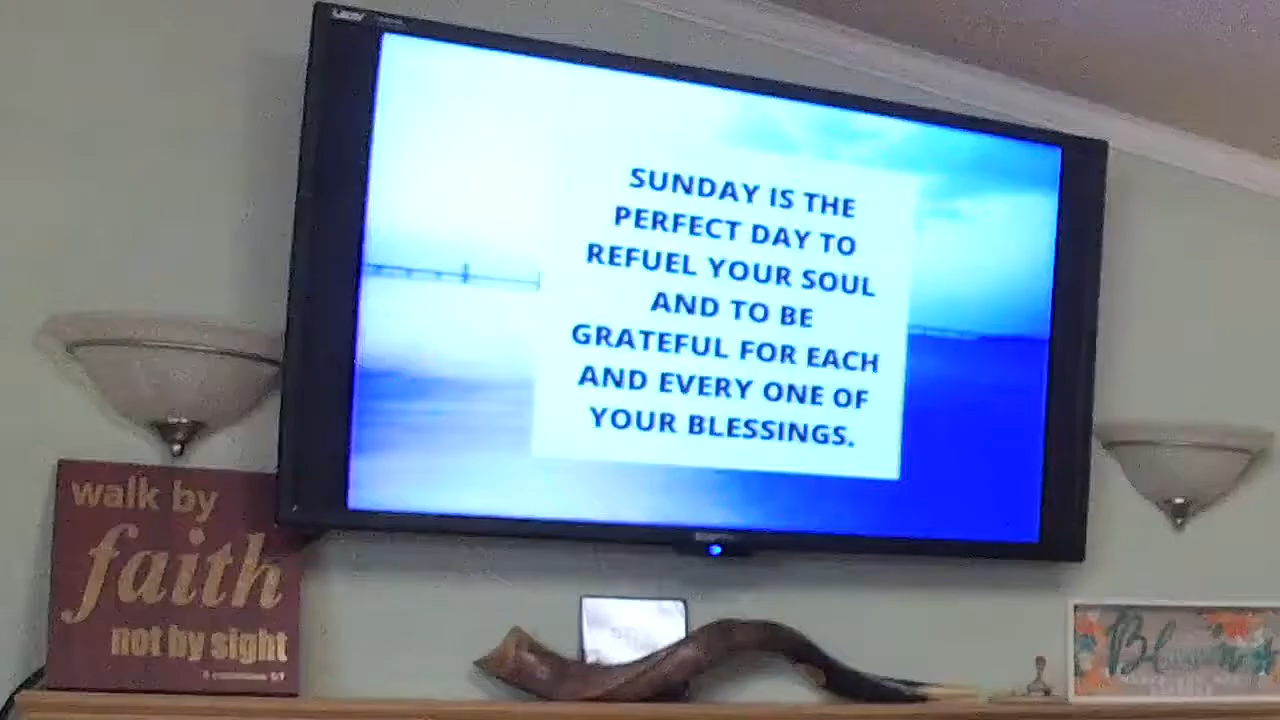 SUNDAY IS THE
PERFECT DAY TO
REFUEL YOUR SOUL
AND TO BE
GRATEFUL FOR EACH
AND EVERY ONE OF
YOUR BLESSINGS.
walk by
faith
not by sight